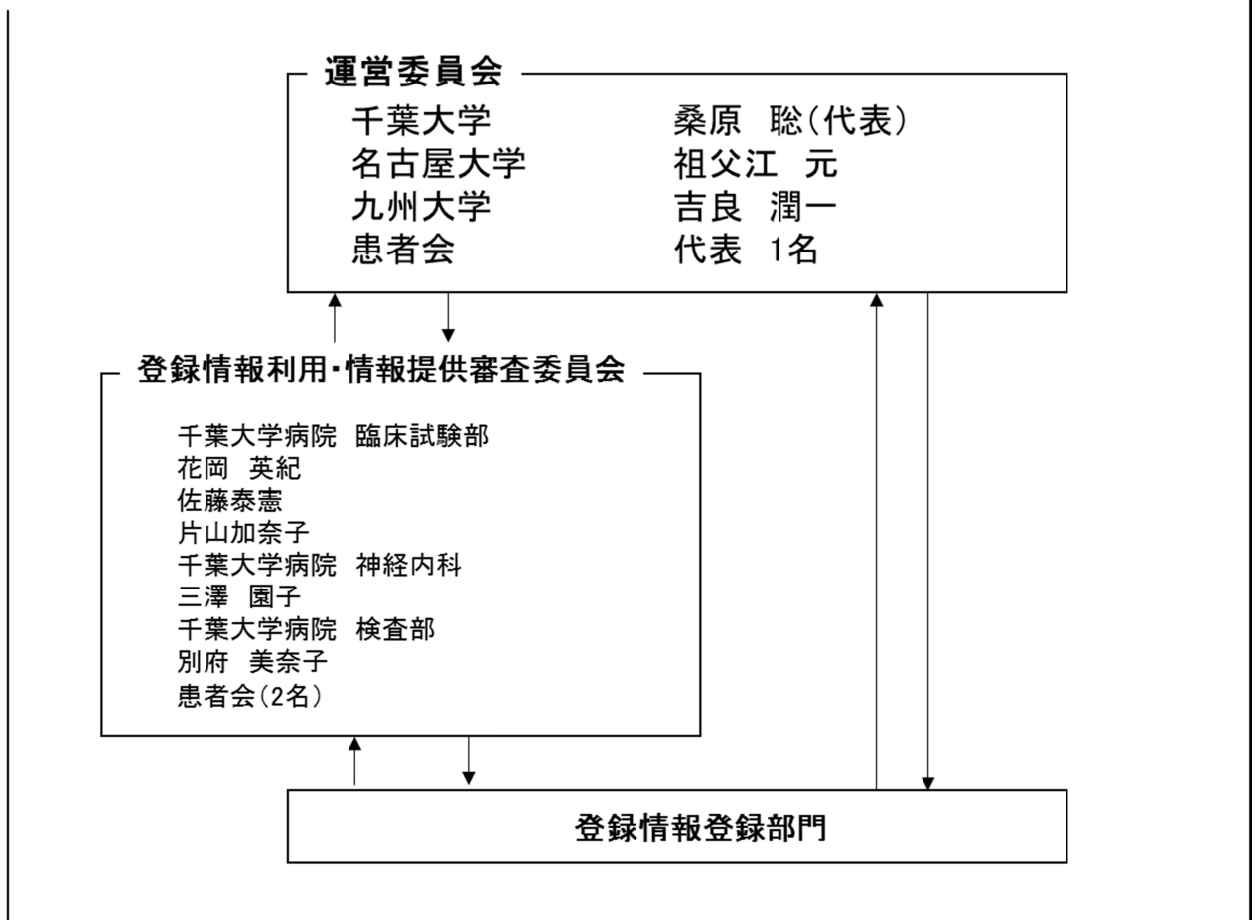 運営委員会
千葉大学 桑原 聡(代表)
名古屋大学 祖父江 元
九州大学 吉良 潤一
患者会 代表 1名
登録情報利用・情報提供審査委員会
千葉大学病院 臨床試験部
花岡 英紀
佐藤泰憲
片山加奈子
千葉大学病院 神経内科
三澤 園子
千葉大学病院 検査部
別府 美奈子
患者会(2名)
登録情報登録部門